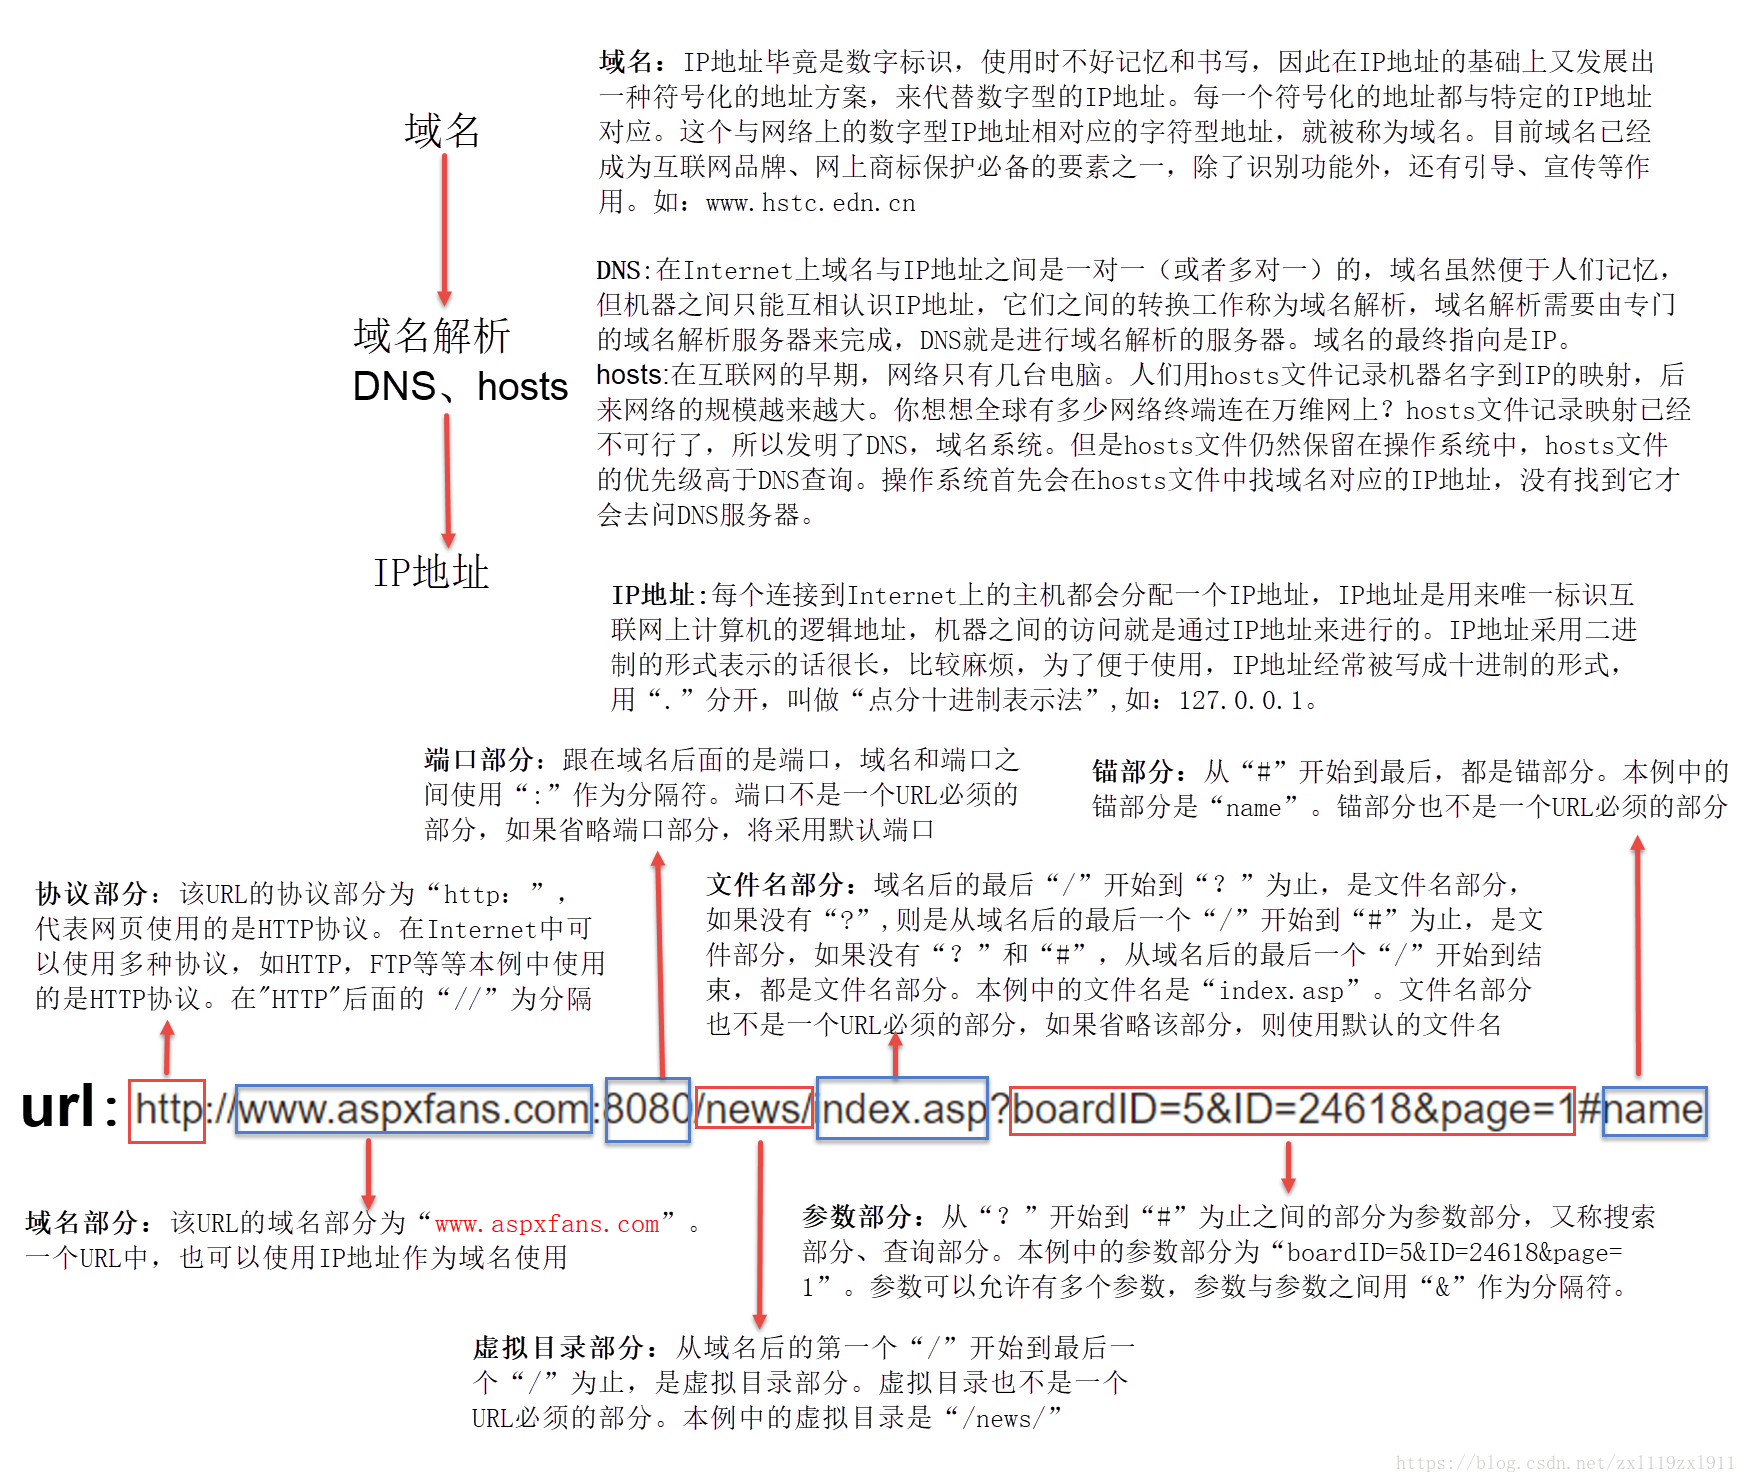 域名：IP地址毕竟是数字标识，使用时不好记忆和书写，因此在IP地址的基础上又发展出
一种符号化的地址方案，来代替数字型的IP地址。每一个符号化的地址都与特定的IP地址
对应。这个与网络上的数字型IP地址相对应的字符型地址，就被称为域名。目前域名已经
成为互联网品牌、网上商标保护必备的要素之一，除了识别功能外，还有引导、宣传等作
用。如：www.hstc.edn.cn
域名
DNS:在Internet上域名与IP地址之间是一对一（或者多对一）的，域名虽然便于人们记忆，
但机器之间只能互相认识IP地址，它们之间的转换工作称为域名解析，域名解析需要由专门
的域名解析服务器来完成，DNS就是进行域名解析的服务器。域名的最终指向是IP。
hosts:在互联网的早期，网络只有几台电脑。人们用hosts文件记录机器名字到IP的映射，后
来网络的规模越来越大。你想想全球有多少网络终端连在万维网上？hosts文件记录映射已经
不可行了，所以发明了DNS，域名系统。但是hosts文件仍然保留在操作系统中，hosts文件
的优先级高于DNS查询。操作系统首先会在hosts文件中找域名对应的IP地址，没有找到它才
会去问DNS服务器。
域名解析
DNS、hosts
IP地址
IP地址:每个连接到Internet上的主机都会分配一个IP地址，IP地址是用来唯一标识互
联网上计算机的逻辑地址，机器之间的访问就是通过IP地址来进行的。IP地址采用二进
制的形式表示的话很长，比较麻烦，为了便于使用，IP地址经常被写成十进制的形式，
用“.”分开，叫做“点分十进制表示法”,如：127.0.0.1。
端口部分：跟在域名后面的是端口，域名和端口之
间使用“:”作为分隔符。端口不是一个URL必须的
部分，如果省略端口部分，将采用默认端口
锚部分：从“#”开始到最后，都是锚部分。本例中的
锚部分是“name”。锚部分也不是一个URL必须的部分
协议部分：该URL的协议部分为“http：”，
代表网页使用的是HTTP协议。在Internet中可
以使用多种协议，如HTTP，FTP等等本例中使用
的是HTTP协议。在"HTTP"后面的“//”为分隔
文件名部分：域名后的最后“/”开始到“？”为止，是文件名部分，
如果没有“?”,则是从域名后的最后一个“/”开始到“#”为止，是文
件部分，如果没有“？”和“#”，从域名后的最后一个“/”开始到结
束，都是文件名部分。本例中的文件名是“index.asp”。文件名部分
也不是一个URL必须的部分，如果省略该部分，则使用默认的文件名
url: http://www.aspxfans.com:8080/news/index.asp?boardID=5&ID=24618&page=1#name
域名部分：该URL的域名部分为“www.aspxfans.com”。
一个URL中，也可以使用IP地址作为域名使用
参数部分：从“？”开始到“#”为止之间的部分为参数部分，又称搜索
部分、查询部分。本例中的参数部分为“boardID=5&ID=24618&page=
1”。参数可以允许有多个参数，参数与参数之间用“&”作为分隔符。
虚拟目录部分：从域名后的第一个“/”开始到最后一
个“/”为止，是虚拟目录部分。虚拟目录也不是一个
URL必须的部分。本例中的虚拟目录是“/news/”
https://blog.csdn.net/zx1119zx1911